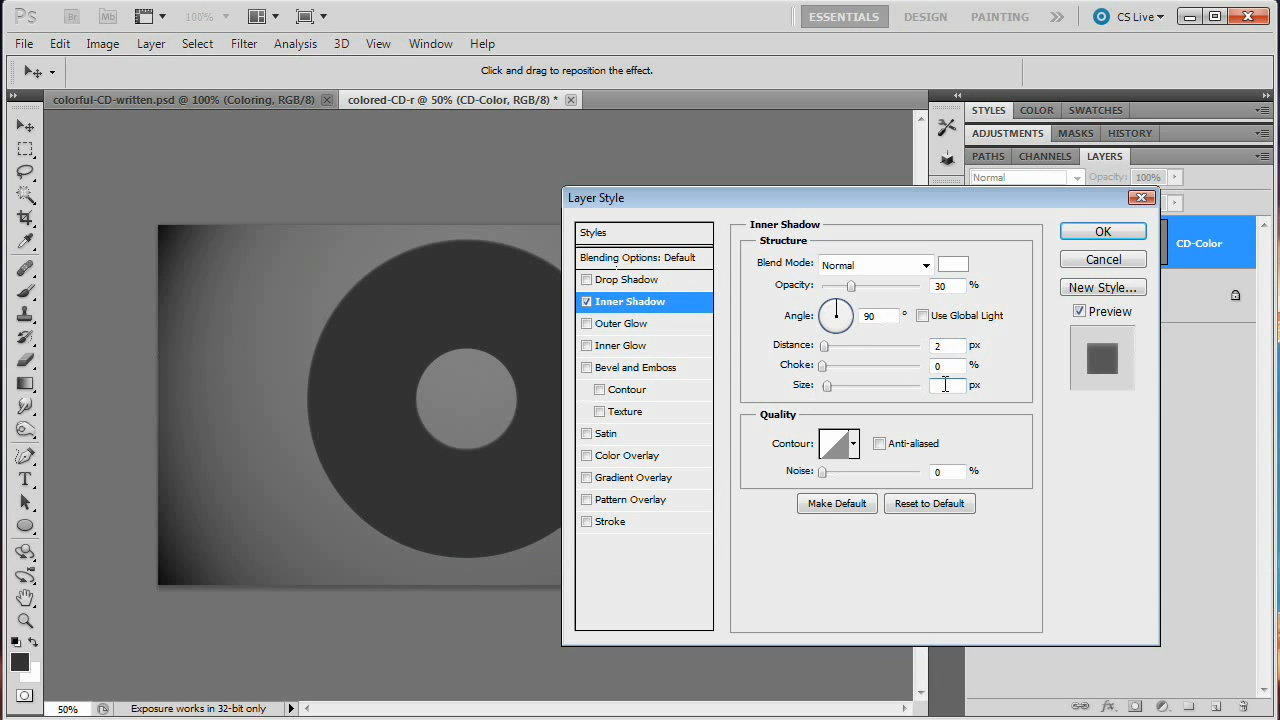 Ps Br Mb 100% ESSENTIALS DESIGN PAINTING CS Live
File Edit Image Layer Select Filter Analysis 3D View Window Help
Click and drag to reposition the effect.
colorful-CD-written.psd @ 100% (Coloring, RGB/8) colored-CD-r @ 50% (CD-Color, RGB/8) *
STYLES COLOR SWATCHES
ADJUSTMENTS MASKS HISTORY
PATHS CHANNELS LAYERS
Normal Opacity: 100%
CD-Color
Layer Style
Styles
Blending Options: Default
Drop Shadow
Inner Shadow
Outer Glow
Inner Glow
Bevel and Emboss
Contour
Texture
Satin
Color Overlay
Gradient Overlay
Pattern Overlay
Stroke
Inner Shadow
Structure
Blend Mode: Normal
Opacity: 30 %
Angle: 90 ° Use Global Light
Distance: 2 px
Choke: 0 %
Size: px
Quality
Contour: Anti-aliased
Noise: 0 %
Make Default Reset to Default
OK
Cancel
New Style...
Preview
T
50% Exposure works in 32-bit only
fx